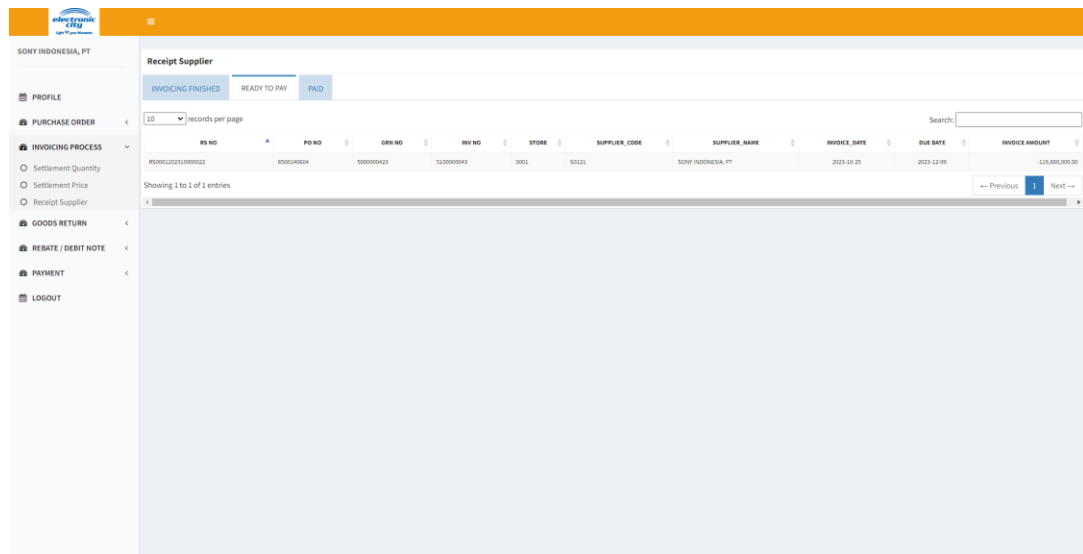 electronic
city
Light Up your Moments
SONY INDONESIA, PT
PROFILE
PURCHASE ORDER
INVOICING PROCESS
Settlement Quantity
Settlement Price
Receipt Supplier
GOODS RETURN
REBATE / DEBIT NOTE
PAYMENT
LOGOUT
Receipt Supplier
INVOICING FINISHED READY TO PAY PAID
10 records per page Search:
RS NO PO NO GRN NO INV NO STORE SUPPLIER_CODE SUPPLIER_NAME INVOICE_DATE DUE DATE INVOICE AMOUNT
RS0001202310000022 8500140604 5000000423 5100000043 0001 S0121 SONY INDONESIA, PT 2023-10-25 2023-12-09
Showing 1 to 1 of 1 entries ← Previous 1 Next →